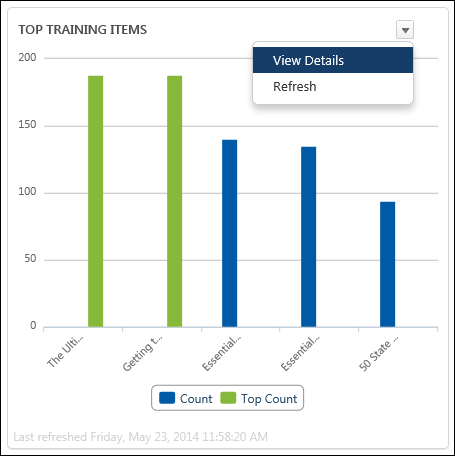 TOP TRAINING ITEMS
View Details
Refresh
200
150
100
50
0
The Ulti...
Getting t...
Essential...
Essential...
50 State ...
Count Top Count
Last refreshed Friday, May 23, 2014 11:58:20 AM